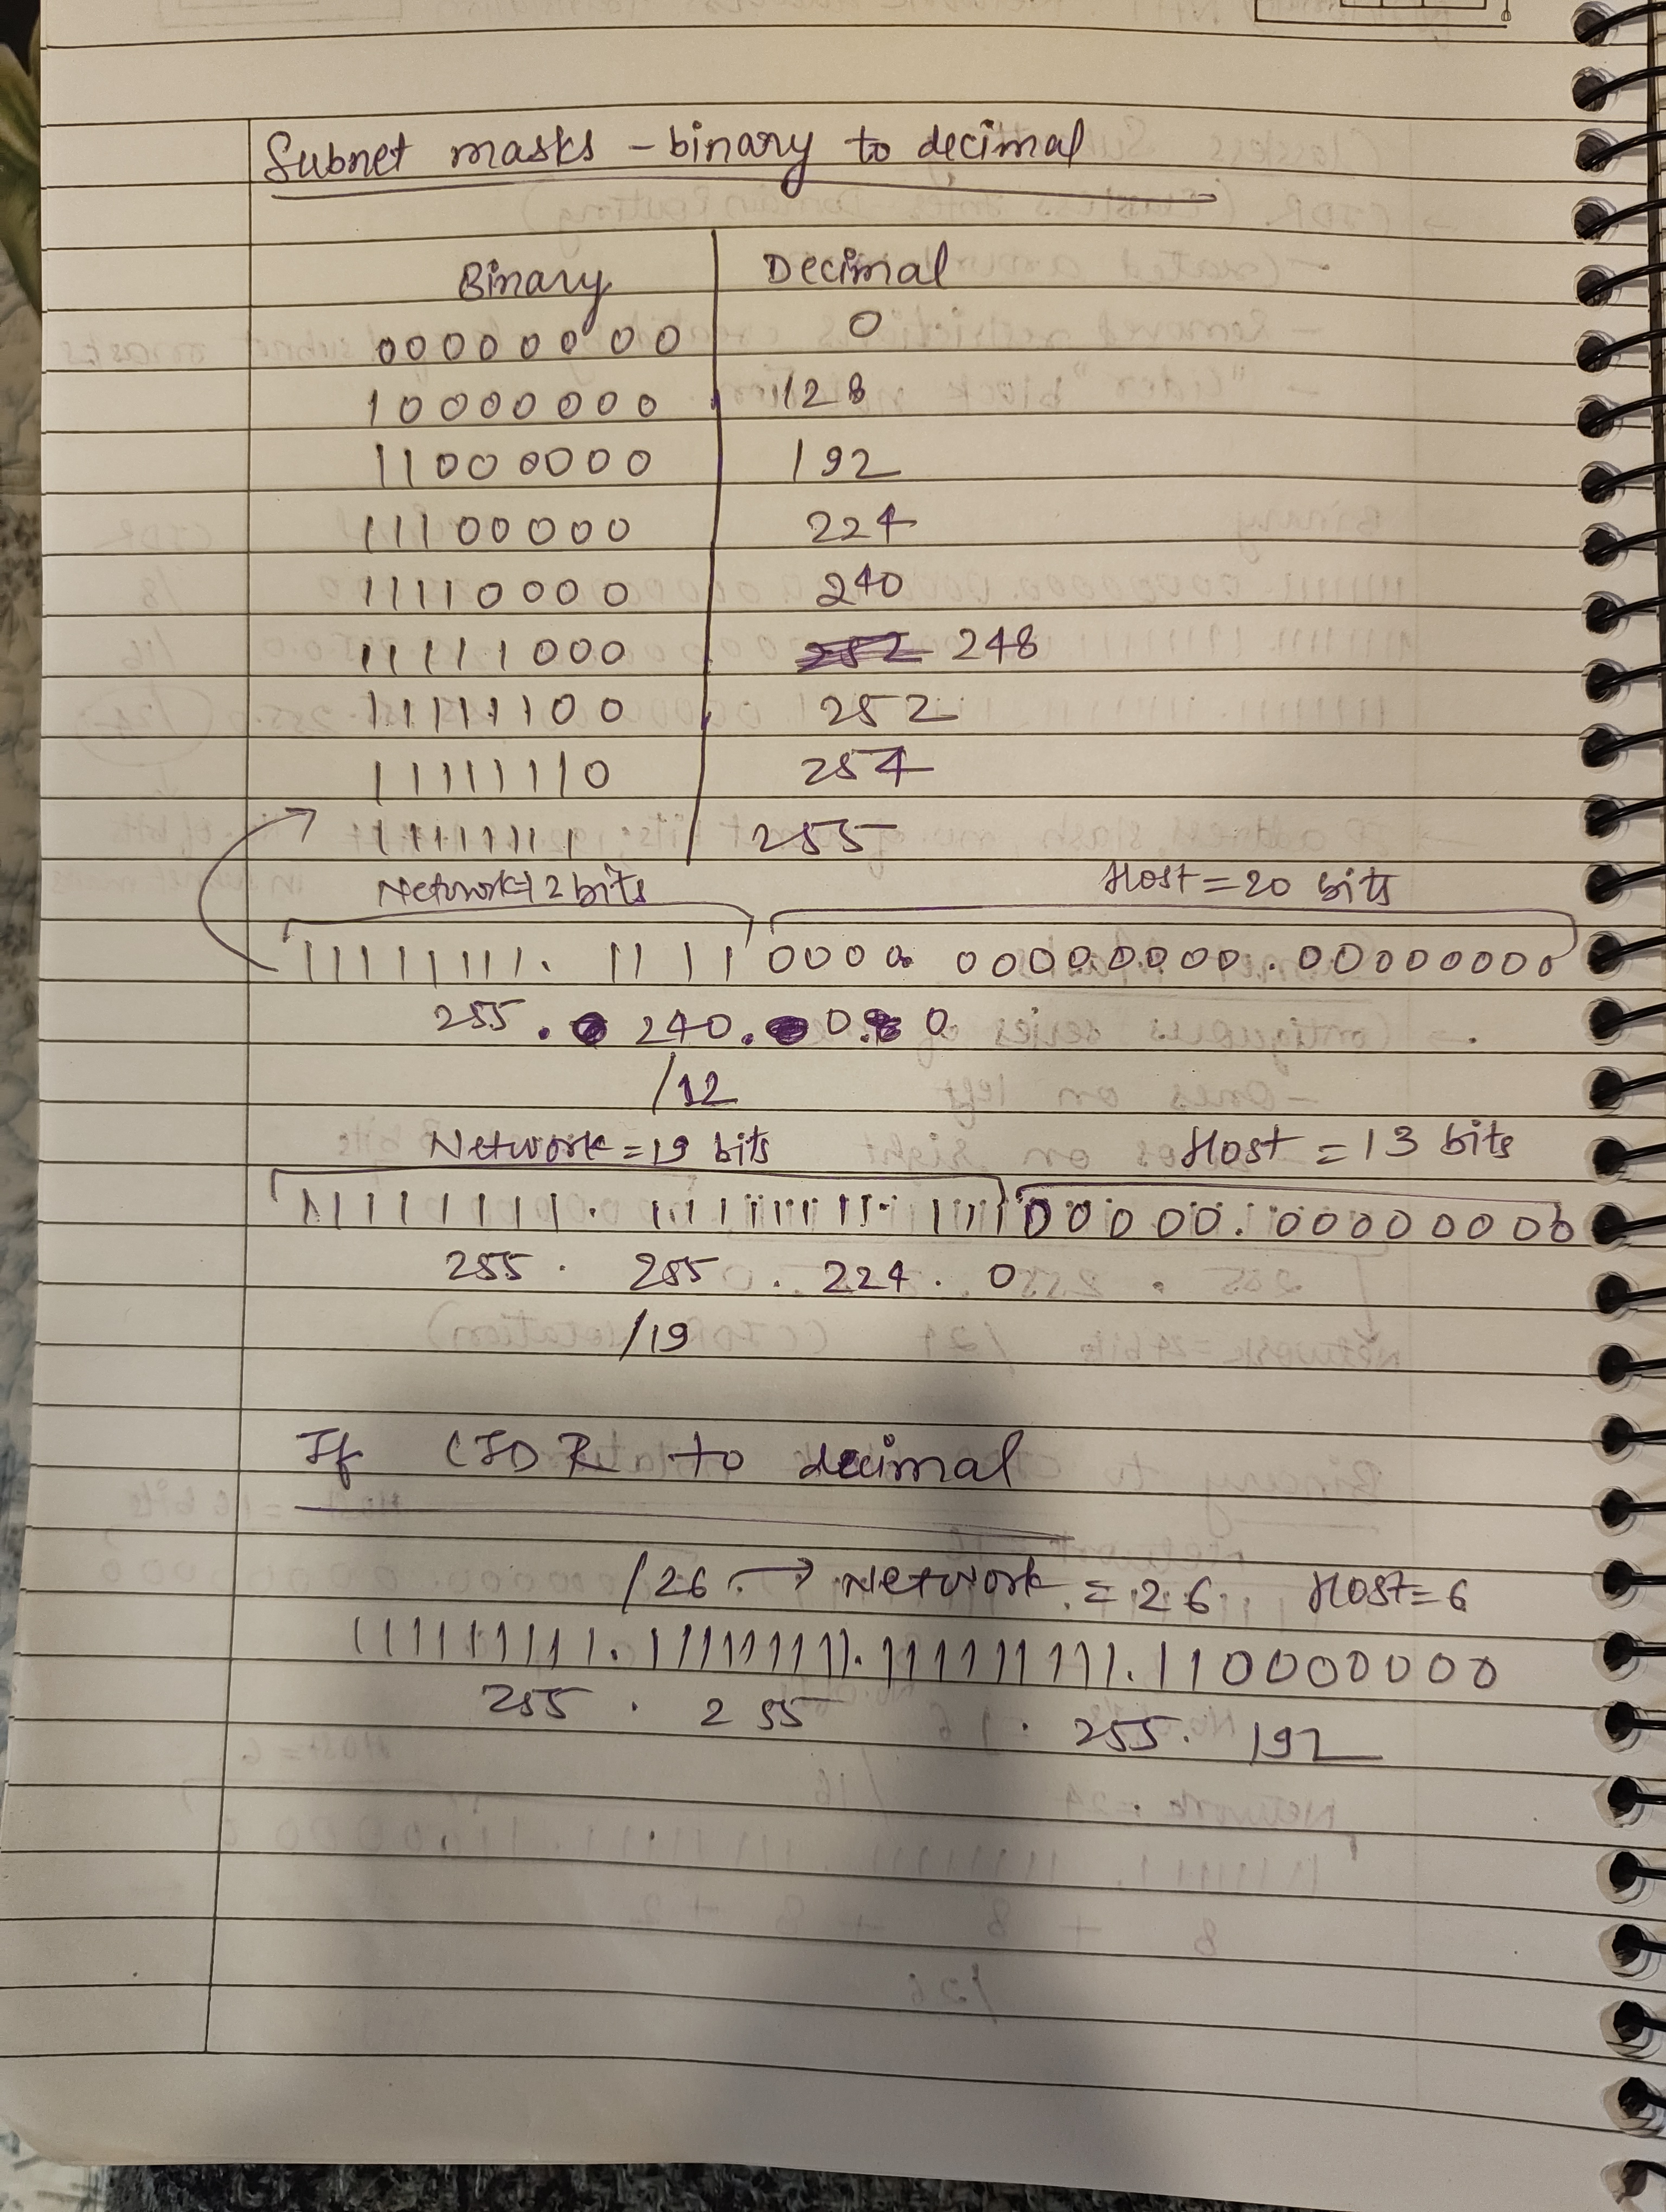 Subnet masks - binary to decimal
Binary Decimal
00000000 0
10000000 128
11000000 192
11100000 224
11110000 240
11111000 248
11111100 252
11111110 254
11111111 255
Network=12 bits Host=20 bits
11111111. 11110000. 00000000.00000000
255. 240. 0. 0
/12
Network=19 bits Host = 13 bits
11111111. 11111111. 11100000. 00000000
255. 255. 224. 0
/19
If CIDR to decimal
/26 → Network = 26 Host=6
11111111.11111111.11111111.110000000
255. 255. 255. 192